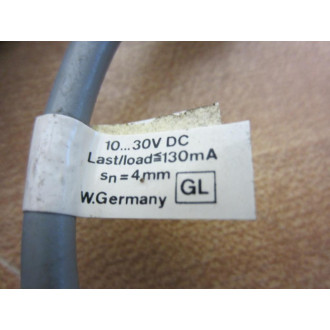 10...30V DC
Last/load≦130mA
sn=4mm
W.Germany GL